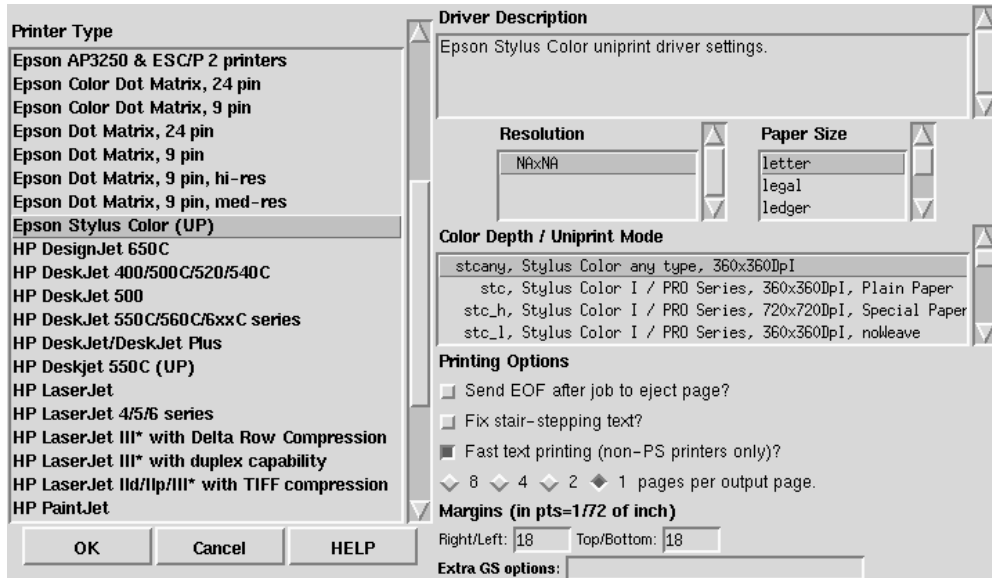 Printer Type
Epson AP3250 & ESC/P 2 printers
Epson Color Dot Matrix, 24 pin
Epson Color Dot Matrix, 9 pin
Epson Dot Matrix, 24 pin
Epson Dot Matrix, 9 pin
Epson Dot Matrix, 9 pin, hi-res
Epson Dot Matrix, 9 pin, med-res
Epson Stylus Color (UP)
HP DesignJet 650C
HP DeskJet 400/500C/520/540C
HP DeskJet 500
HP DeskJet 550C/560C/6xxC series
HP DeskJet/DeskJet Plus
HP Deskjet 550C (UP)
HP LaserJet
HP LaserJet 4/5/6 series
HP LaserJet III* with Delta Row Compression
HP LaserJet III* with duplex capability
HP LaserJet IId/IIp/III* with TIFF compression
HP PaintJet
OK Cancel HELP
Driver Description
Epson Stylus Color uniprint driver settings.
Resolution
NAxNA
Paper Size
letter
legal
ledger
Color Depth / Uniprint Mode
stcany, Stylus Color any type, 360x360DpI
stc, Stylus Color I / PRO Series, 360x360DpI, Plain Paper
stc_h, Stylus Color I / PRO Series, 720x720DpI, Special Paper
stc_l, Stylus Color I / PRO Series, 360x360DpI, noWeave
Printing Options
Send EOF after job to eject page?
Fix stair-stepping text?
Fast text printing (non-PS printers only)?
8 4 2 1 pages per output page.
Margins (in pts=1/72 of inch)
Right/Left: 18 Top/Bottom: 18
Extra GS options: